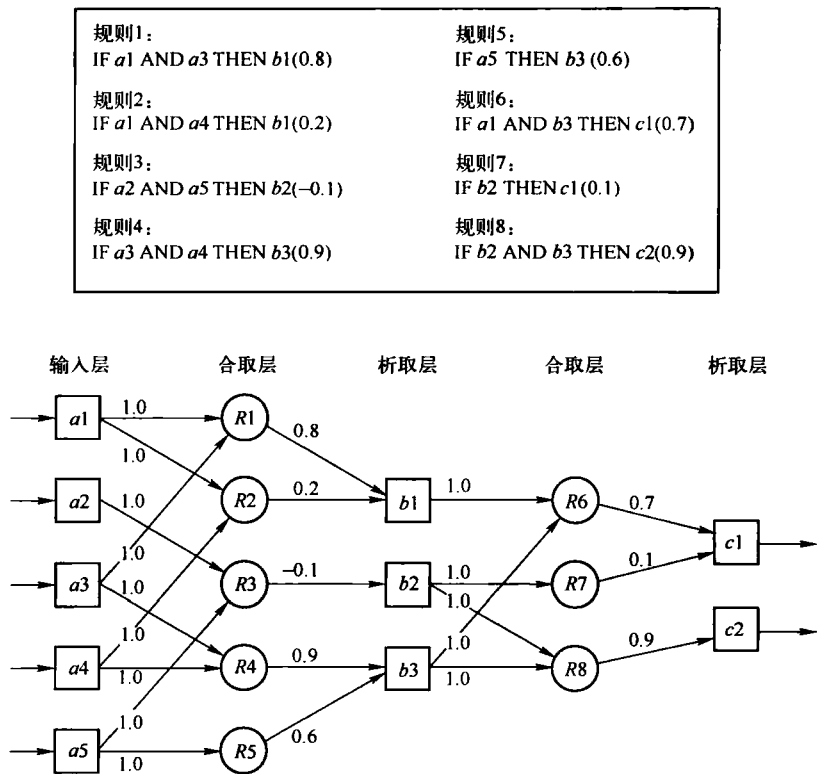 规则1：
IF a1 AND a3 THEN b1(0.8)
规则2：
IF a1 AND a4 THEN b1(0.2)
规则3：
IF a2 AND a5 THEN b2(−0.1)
规则4：
IF a3 AND a4 THEN b3(0.9)
规则5：
IF a5 THEN b3 (0.6)
规则6：
IF a1 AND b3 THEN c1(0.7)
规则7：
IF b2 THEN c1(0.1)
规则8：
IF b2 AND b3 THEN c2(0.9)
输入层 合取层 析取层 合取层 析取层
a1 1.0 R1 0.8
1.0
a2 1.0 R2 0.2 b1 1.0 R6 0.7
c1
1.0
a3 1.0 R3 −0.1 b2 1.0 R7 0.1
1.0
1.0
a4 1.0 R4 0.9 b3 1.0 R8 0.9 c2
1.0
1.0
a5 1.0 R5 0.6